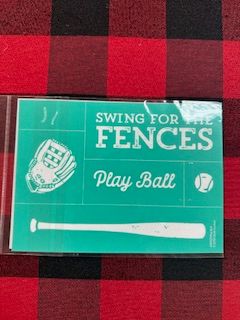 SWING FOR THE
FENCES
Play Ball